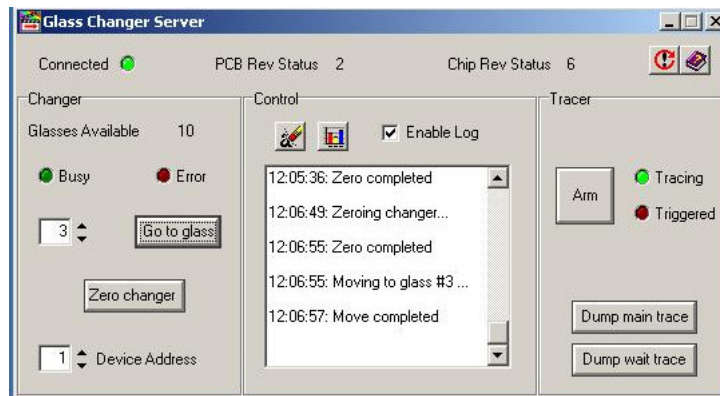 Glass Changer Server
Connected PCB Rev Status 2 Chip Rev Status 6
Changer
Glasses Available 10
Busy Error
3 Go to glass
Zero changer
1 Device Address
Control
Enable Log
12:05:36: Zero completed
12:06:49: Zeroing changer...
12:06:55: Zero completed
12:06:55: Moving to glass #3 ...
12:06:57: Move completed
Tracer
Arm
Tracing
Triggered
Dump main trace
Dump wait trace